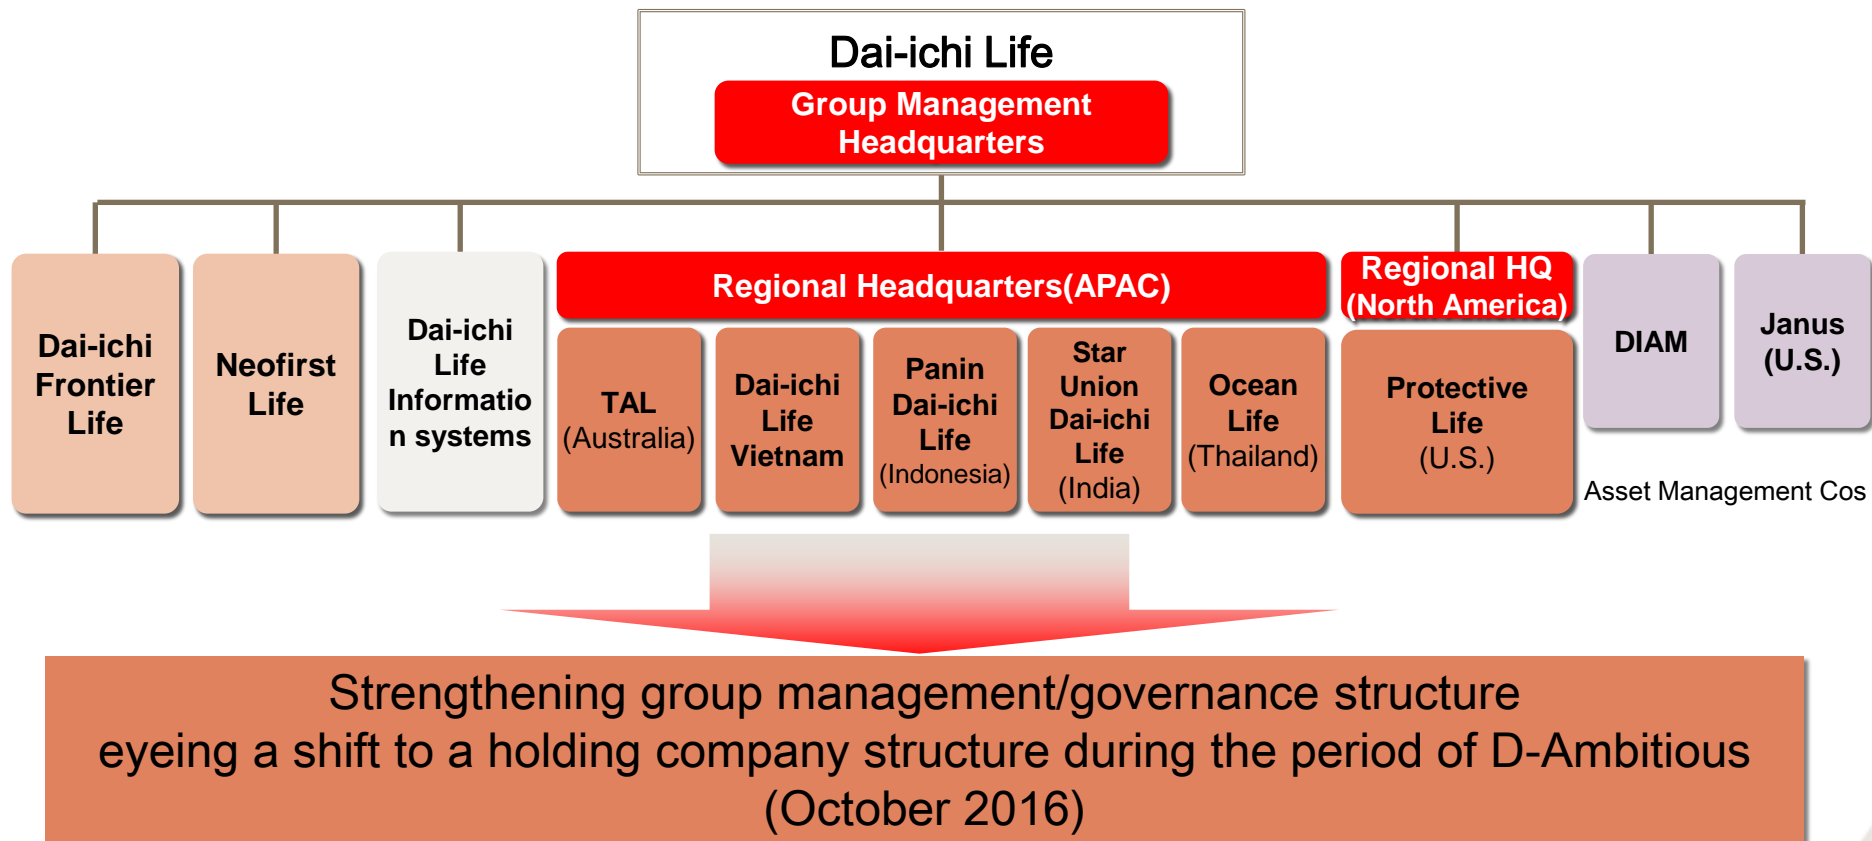 Dai-ichi Life
Group Management
Headquarters
Dai-ichi
Frontier
Life
Neofirst
Life
Dai-ichi
Life
Informatio
n systems
Regional Headquarters(APAC)
TAL
(Australia)
Dai-ichi
Life
Vietnam
Panin
Dai-ichi
Life
(Indonesia)
Star
Union
Dai-ichi
Life
(India)
Ocean
Life
(Thailand)
Regional HQ
(North America)
Protective
Life
(U.S.)
DIAM
Janus
(U.S.)
Asset Management Cos
Strengthening group management/governance structure
eyeing a shift to a holding company structure during the period of D-Ambitious
(October 2016)